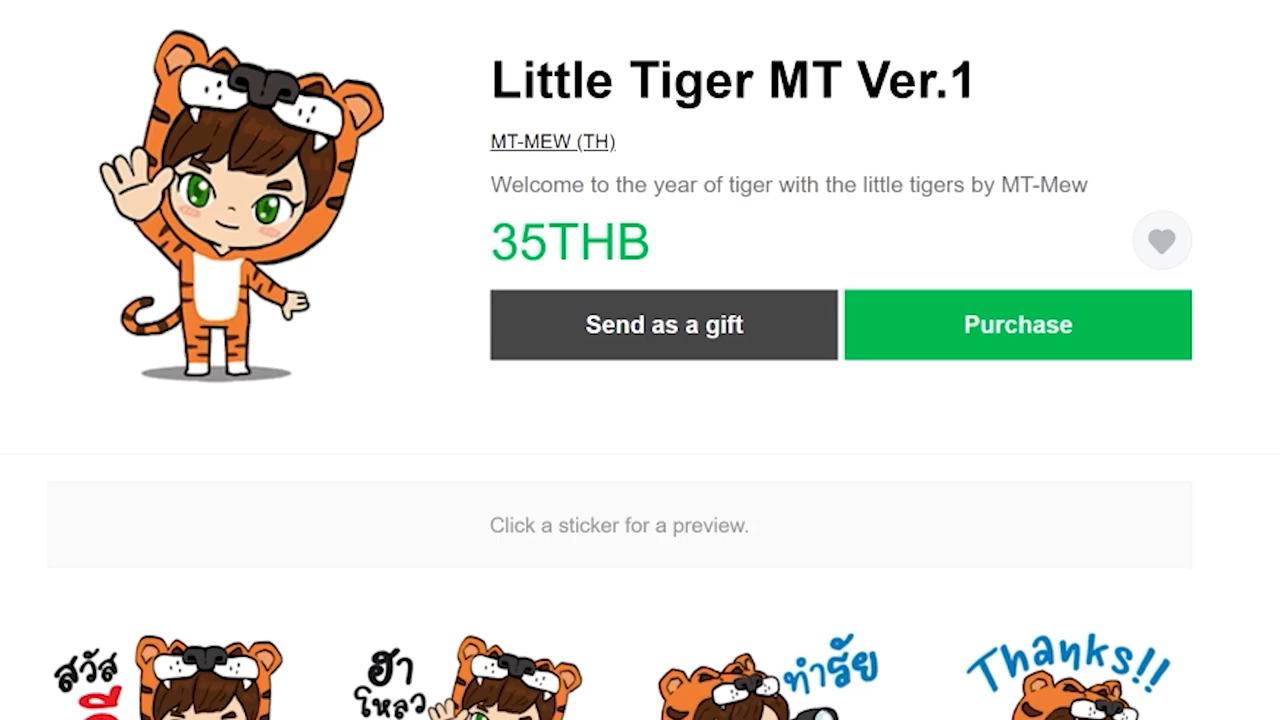 Little Tiger MT Ver.1
MT-MEW (TH)
Welcome to the year of tiger with the little tigers by MT-Mew
35THB
Send as a gift
Purchase
Click a sticker for a preview.
สวัส
ดี
ฮา
โหลว
ทำรัย
Thanks!!